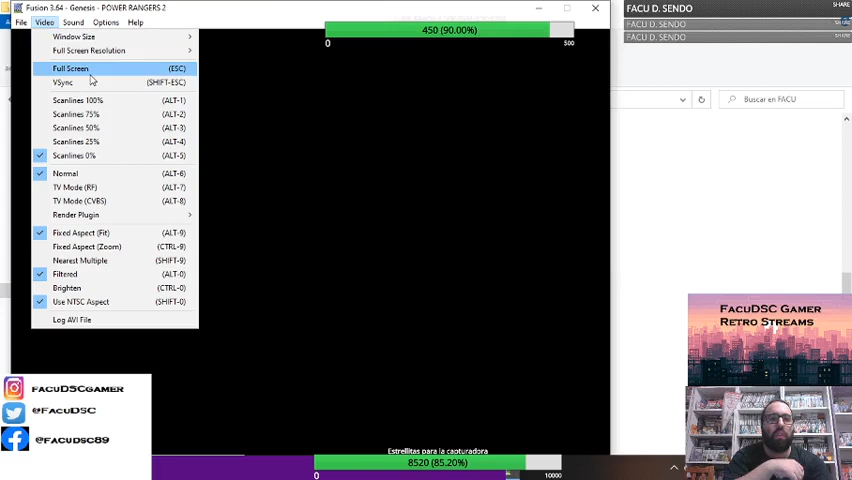 Fusion 3.64 - Genesis - POWER RANGERS 2
File Video Sound Options Help
Window Size
Full Screen Resolution
Full Screen (ESC)
VSync (SHIFT-ESC)
Scanlines 100% (ALT-1)
Scanlines 75% (ALT-2)
Scanlines 50% (ALT-3)
Scanlines 25% (ALT-4)
Scanlines 0% (ALT-5)
Normal (ALT-6)
TV Mode (RF) (ALT-7)
TV Mode (CVBS) (ALT-8)
Render Plugin
Fixed Aspect (Fit) (ALT-9)
Fixed Aspect (Zoom) (CTRL-9)
Nearest Multiple (SHIFT-9)
Filtered (ALT-0)
Brighten (CTRL-0)
Use NTSC Aspect (SHIFT-0)
Log AVI File
450 (90.00%)
0 500
FACU D. SENDO SHARE
FACU D. SENDO SHARE
FACU D. SENDO SHARE
Buscar en FACU
FacuDSC Gamer
Retro Streams
FacuDSCGamer
@FacuDSC
@Facudsc89
Estrellitas para la capturadora
8520 (85.20%)
0 10000